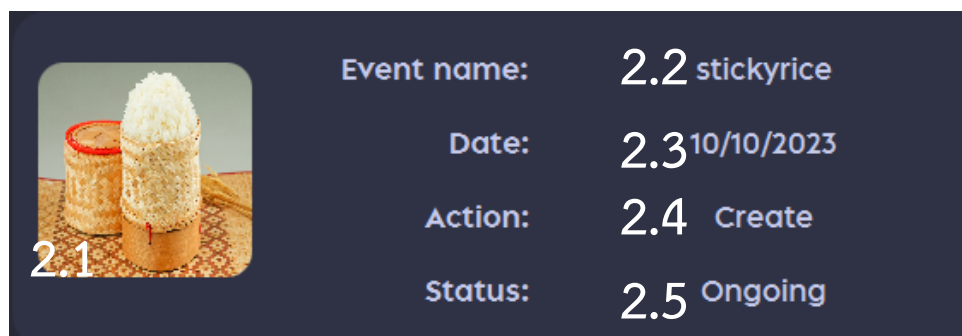 Event name: 2.2 stickyrice
Date: 2.3 10/10/2023
Action: 2.4 Create
2.1
Status: 2.5 Ongoing